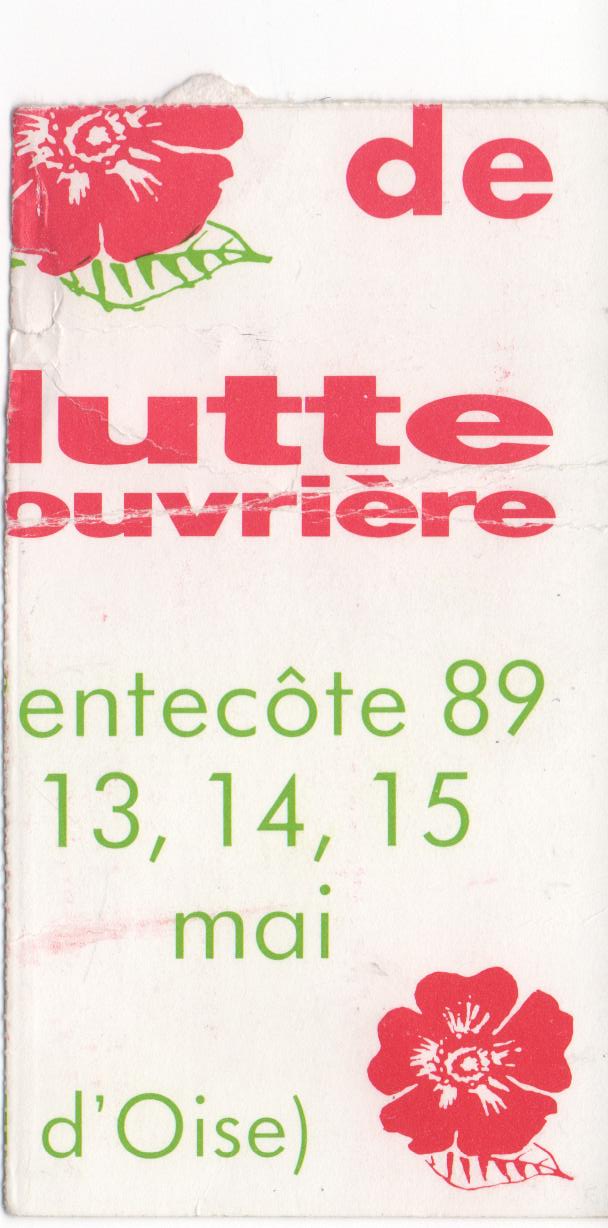 de
lutte
ouvrière
entecôte 89
13, 14, 15
mai
d'Oise)